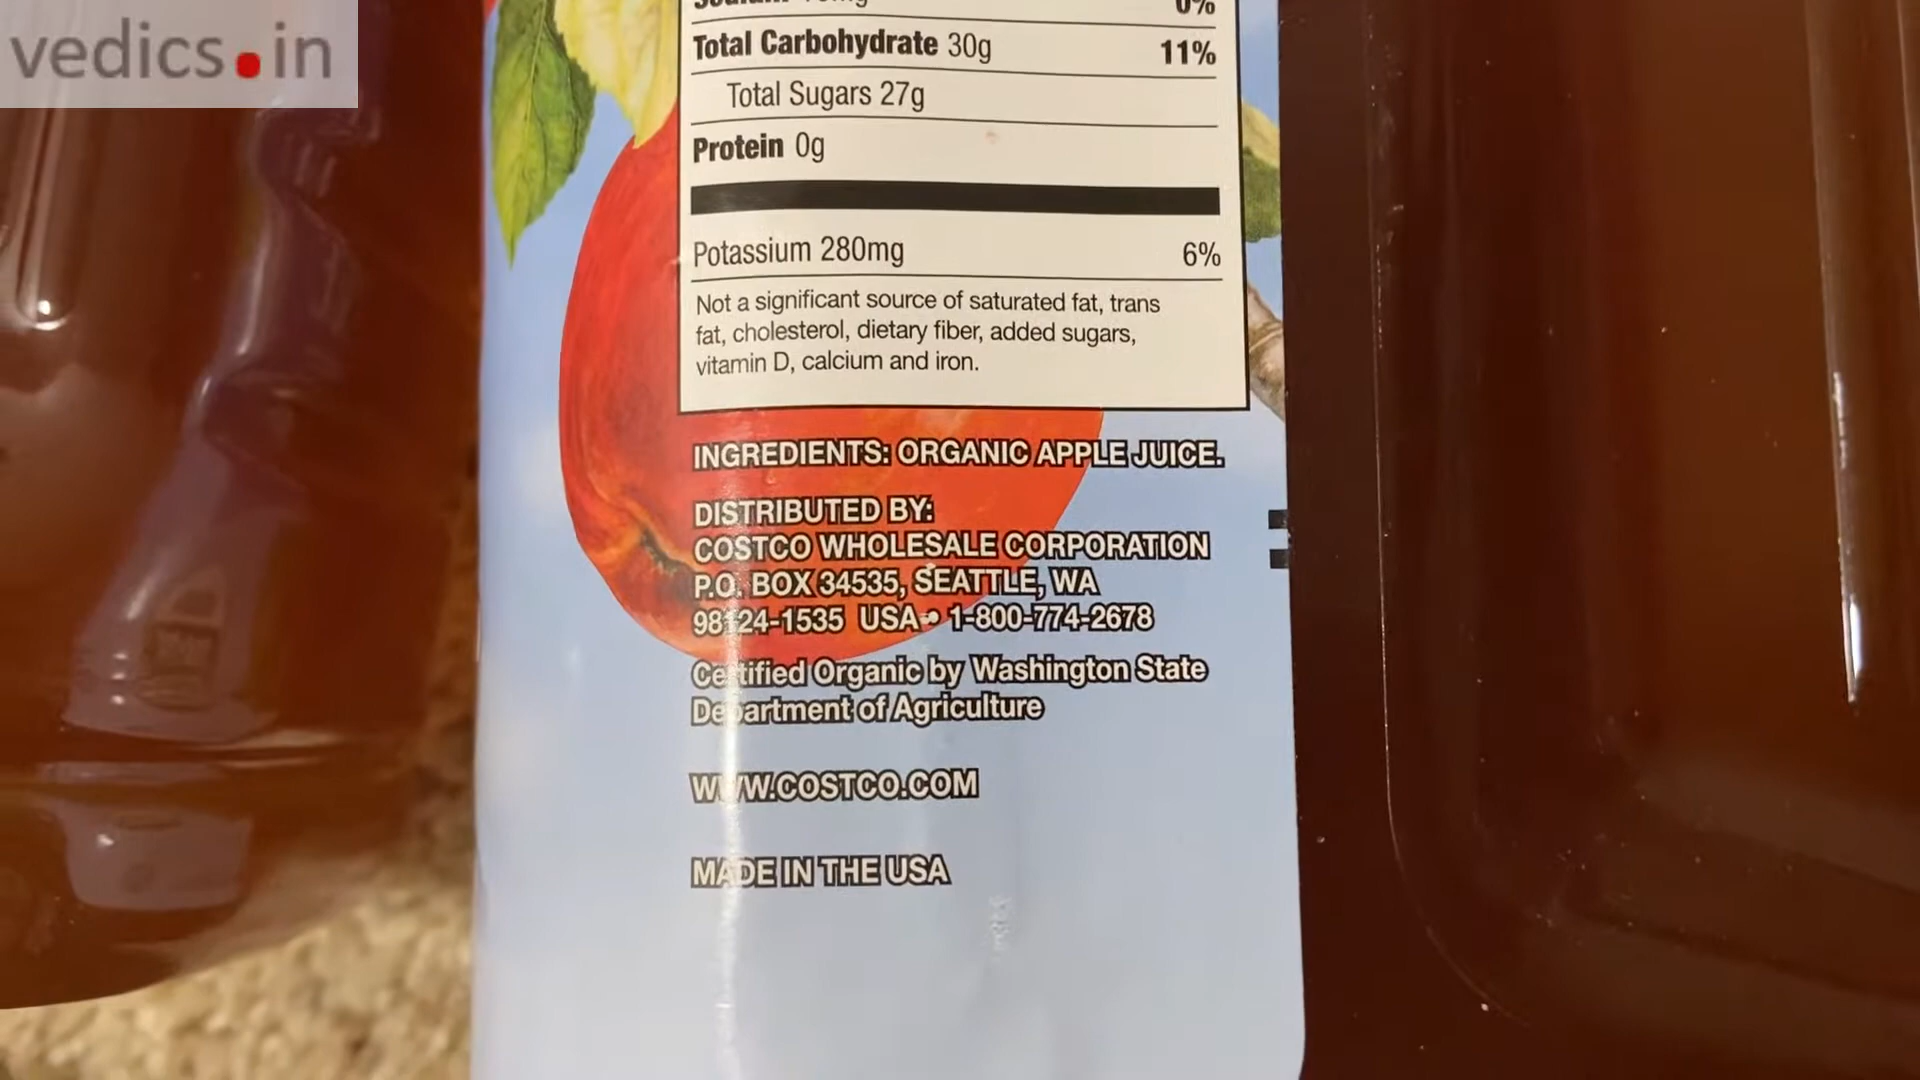 vedics.in
Sodium
0%
Total Carbohydrate 30g 11%
Total Sugars 27g
Protein 0g
Potassium 280mg 6%
Not a significant source of saturated fat, trans
fat, cholesterol, dietary fiber, added sugars,
vitamin D, calcium and iron.
INGREDIENTS: ORGANIC APPLE JUICE.
DISTRIBUTED BY:
COSTCO WHOLESALE CORPORATION
P.O. BOX 34535, SEATTLE, WA
98124-1535 USA • 1-800-774-2678
Certified Organic by Washington State
Department of Agriculture
WWW.COSTCO.COM
MADE IN THE USA